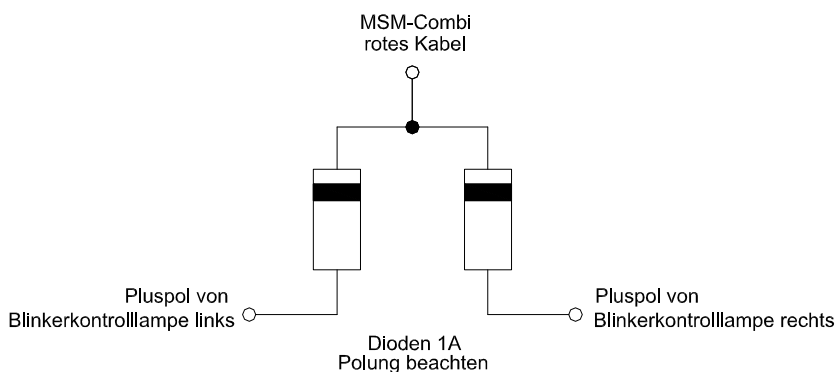 MSM-Combi
rotes Kabel
Pluspol von
Blinkerkontrolllampe links
Pluspol von
Blinkerkontrolllampe rechts
Dioden 1A
Polung beachten